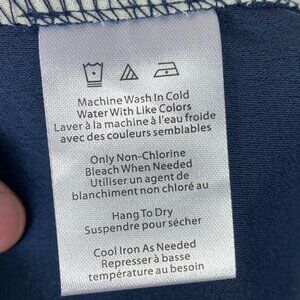 Machine Wash In Cold
Water With Like Colors
Laver à la machine à l'eau froide
avec des couleurs semblables
Only Non-Chlorine
Bleach When Needed
Utiliser un agent de
blanchiment non chloré au
Hang To Dry
Suspendre pour sécher
Cool Iron As Needed
Represser à basse
température au besoin